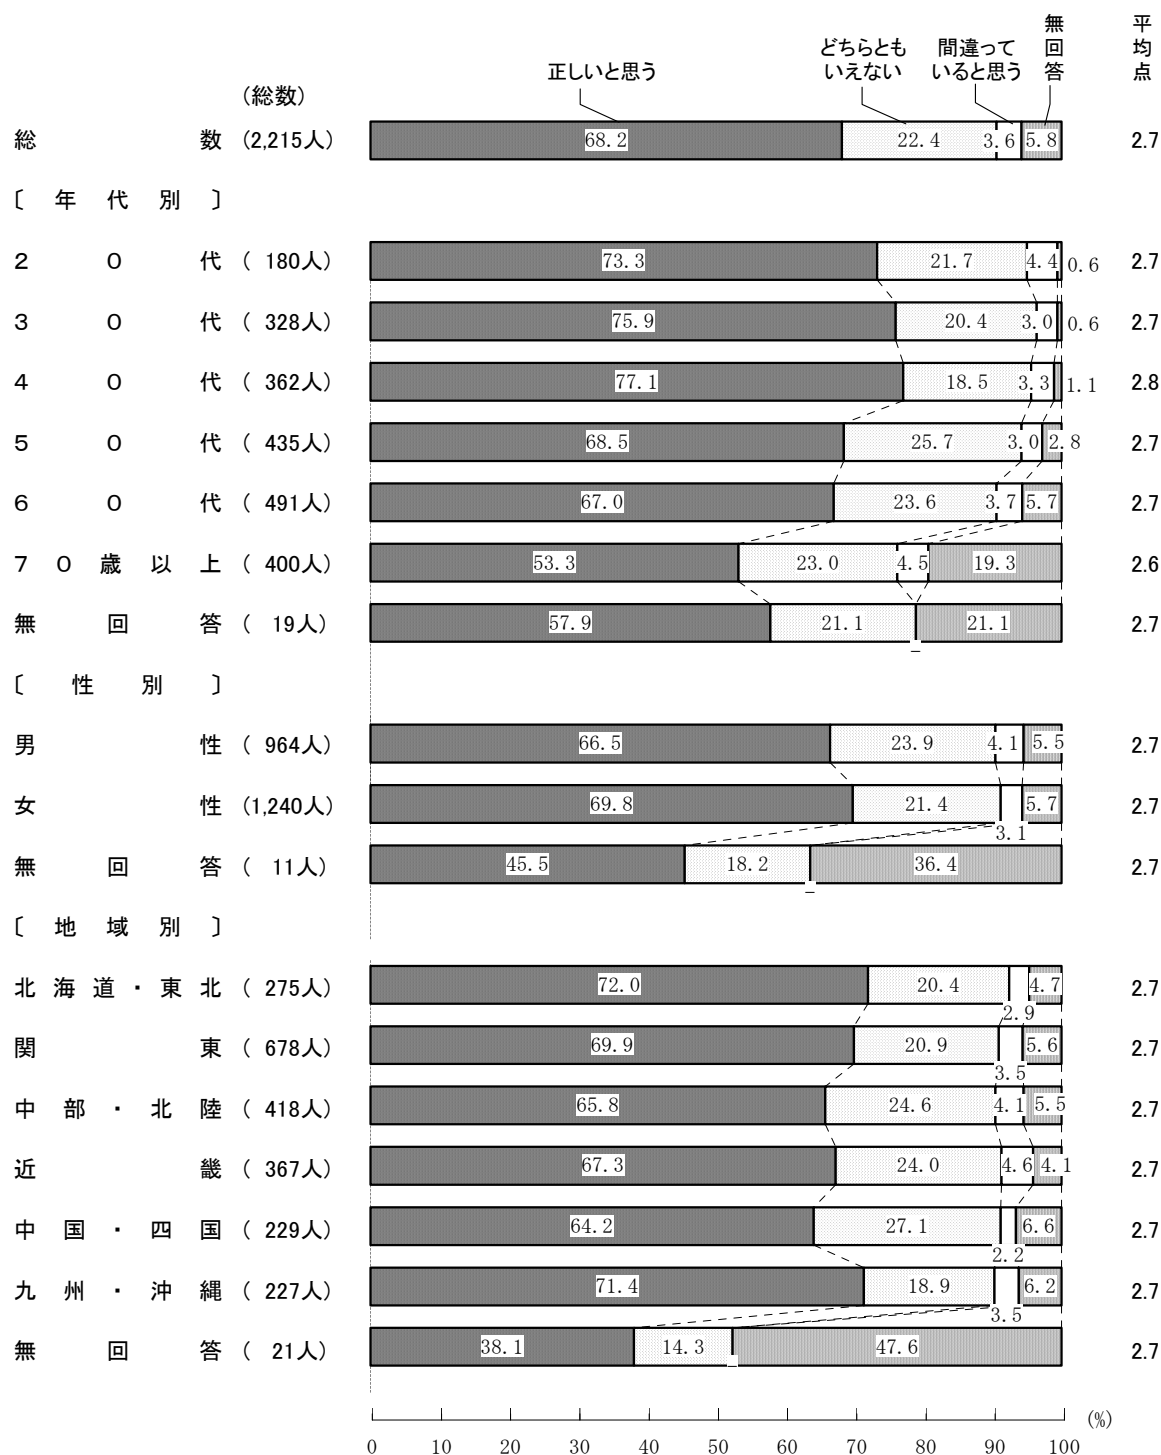 無回答 平均点
どちらとも 間違って
正しいと思う いえない いると思う
(総数)
総数 (2,215人) 68.2 22.4 3.6 5.8 2.7
〔年代別〕
20代 ( 180人) 73.3 21.7 4.4 0.6 2.7
30代 ( 328人) 75.9 20.4 3.0 0.6 2.7
40代 ( 362人) 77.1 18.5 3.3 1.1 2.8
50代 ( 435人) 68.5 25.7 3.0 2.8 2.7
60代 ( 491人) 67.0 23.6 3.7 5.7 2.7
70歳以上 ( 400人) 53.3 23.0 4.5 19.3 2.6
無回答 ( 19人) 57.9 21.1 - 21.1 2.7
〔性別〕
男性 ( 964人) 66.5 23.9 4.1 5.5 2.7
女性 (1,240人) 69.8 21.4 3.1 5.7 2.7
無回答 ( 11人) 45.5 18.2 - 36.4 2.7
〔地域別〕
北海道・東北 ( 275人) 72.0 20.4 2.9 4.7 2.7
関東 ( 678人) 69.9 20.9 3.5 5.6 2.7
中部・北陸 ( 418人) 65.8 24.6 4.1 5.5 2.7
近畿 ( 367人) 67.3 24.0 4.6 4.1 2.7
中国・四国 ( 229人) 64.2 27.1 2.2 6.6 2.7
九州・沖縄 ( 227人) 71.4 18.9 3.5 6.2 2.7
無回答 ( 21人) 38.1 14.3 - 47.6 2.7
(%)
0 10 20 30 40 50 60 70 80 90 100